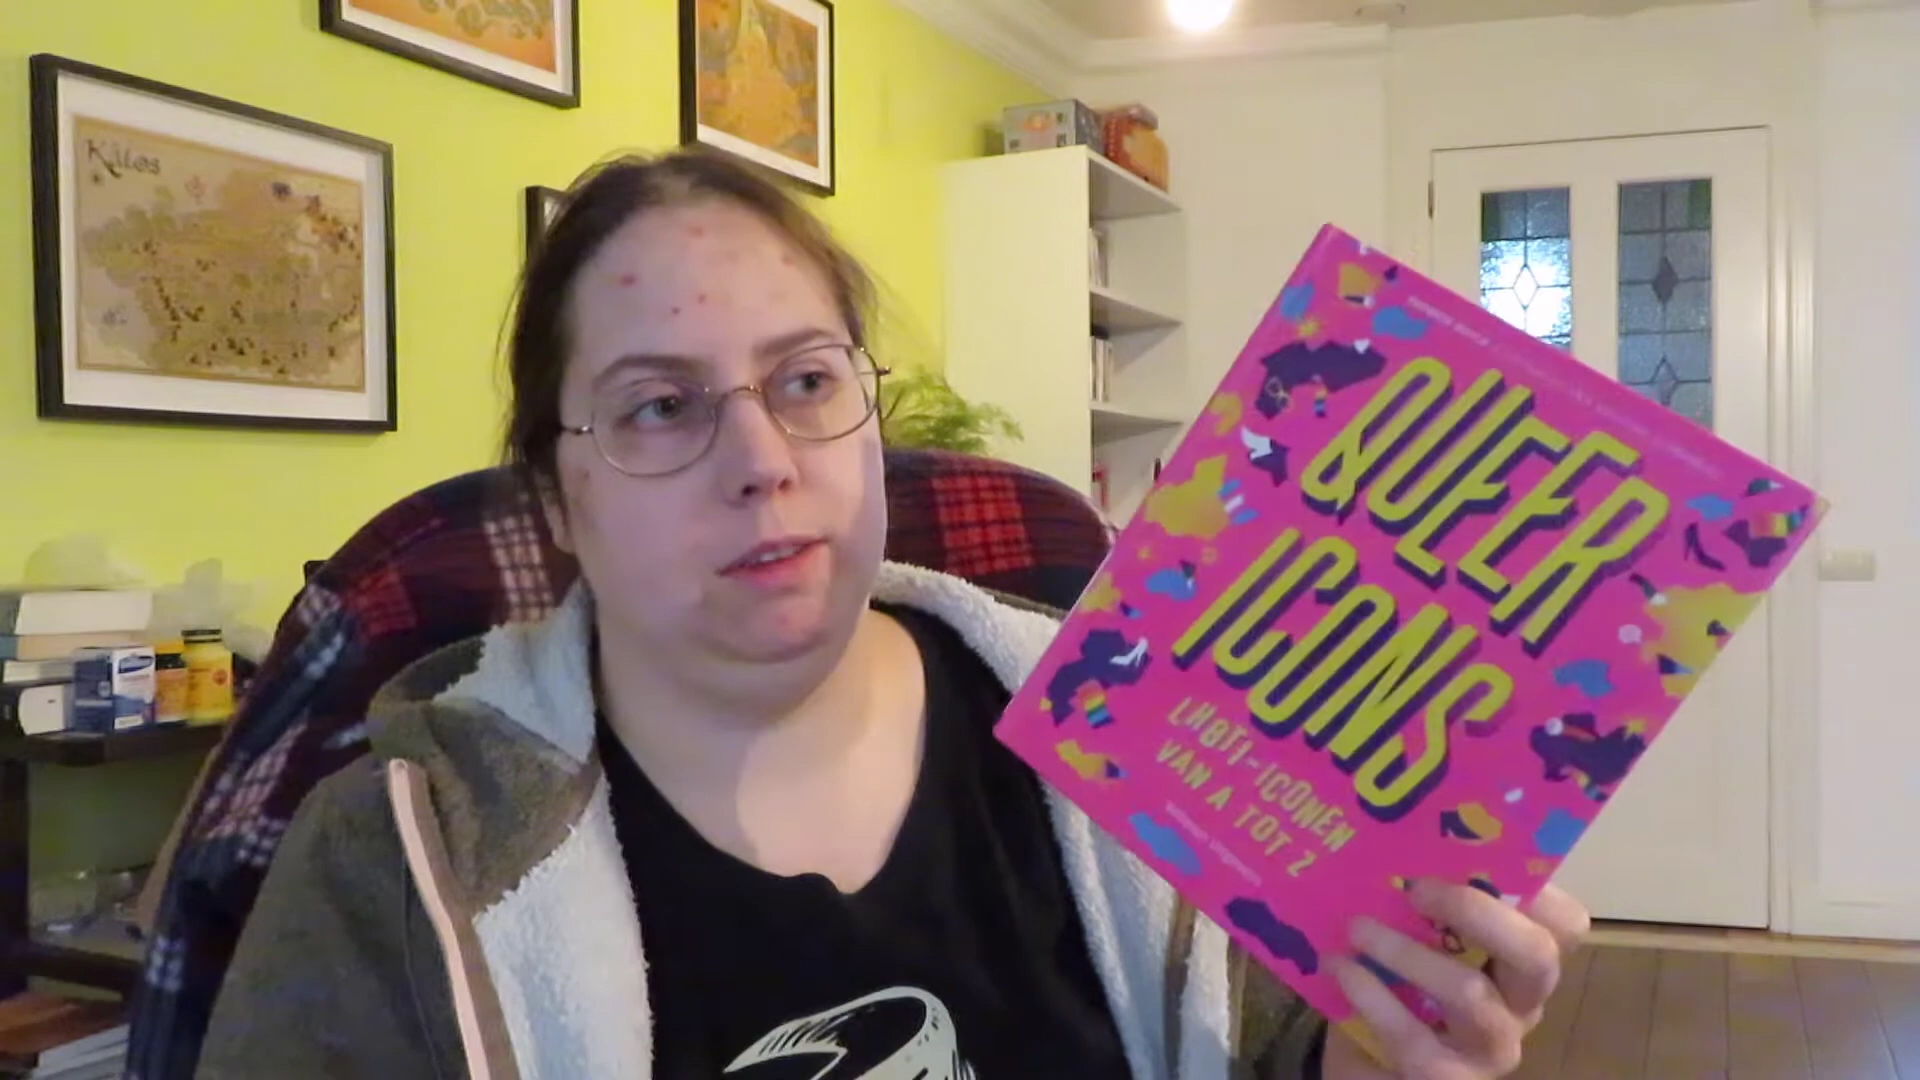 Kalos
QUEER
ICONS
LHBTI-ICONEN
VAN A TOT Z